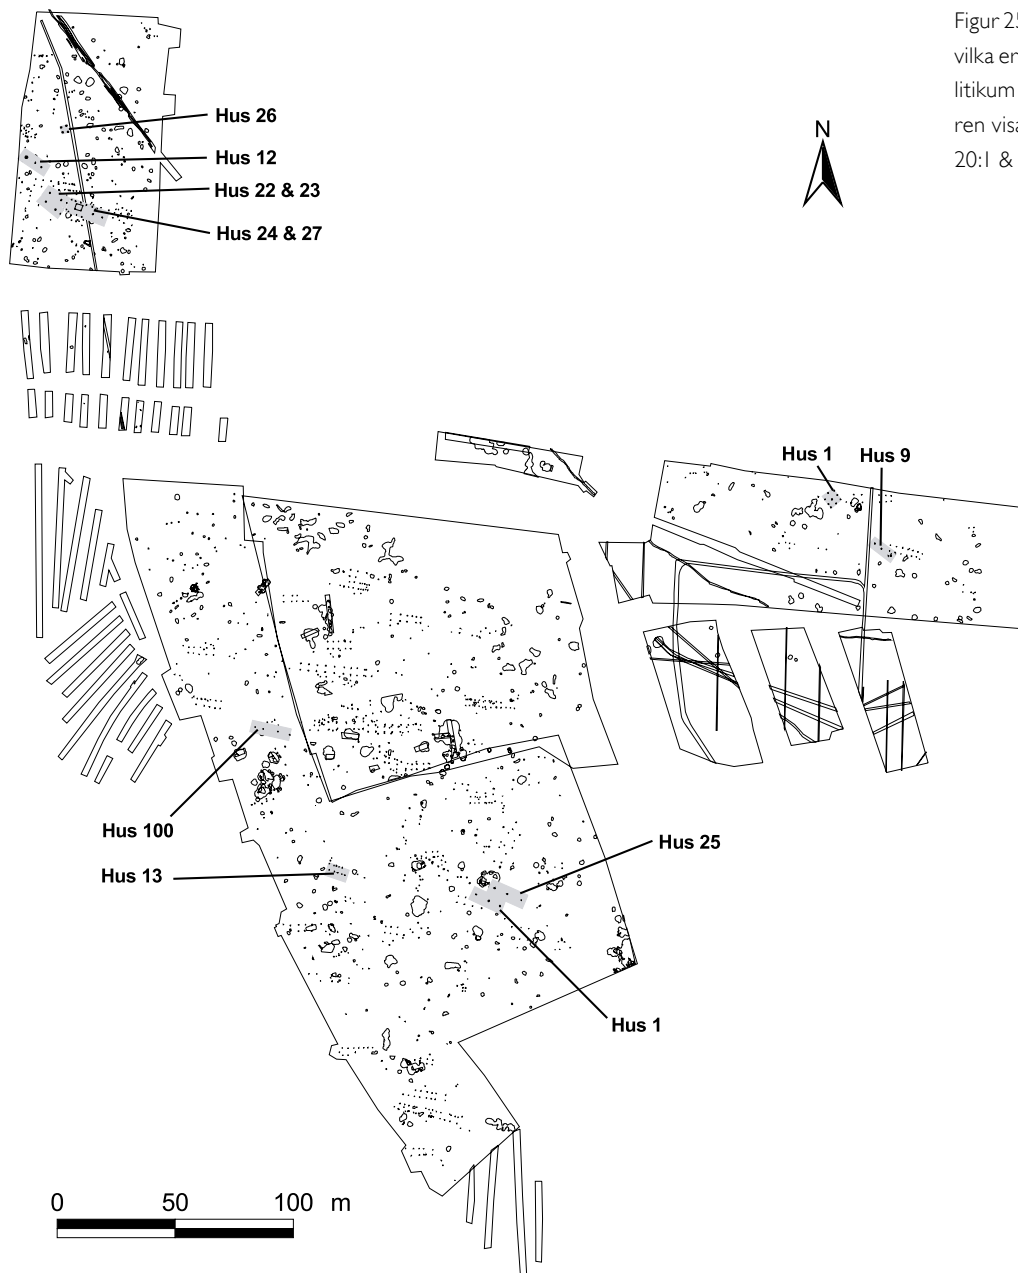 Figur 25
vilka en
litikum
ren visa
20:1 &
N
Hus 26
Hus 12
Hus 22 & 23
Hus 24 & 27
Hus 1
Hus 9
Hus 100
Hus 13
Hus 25
Hus 1
0 50 100 m